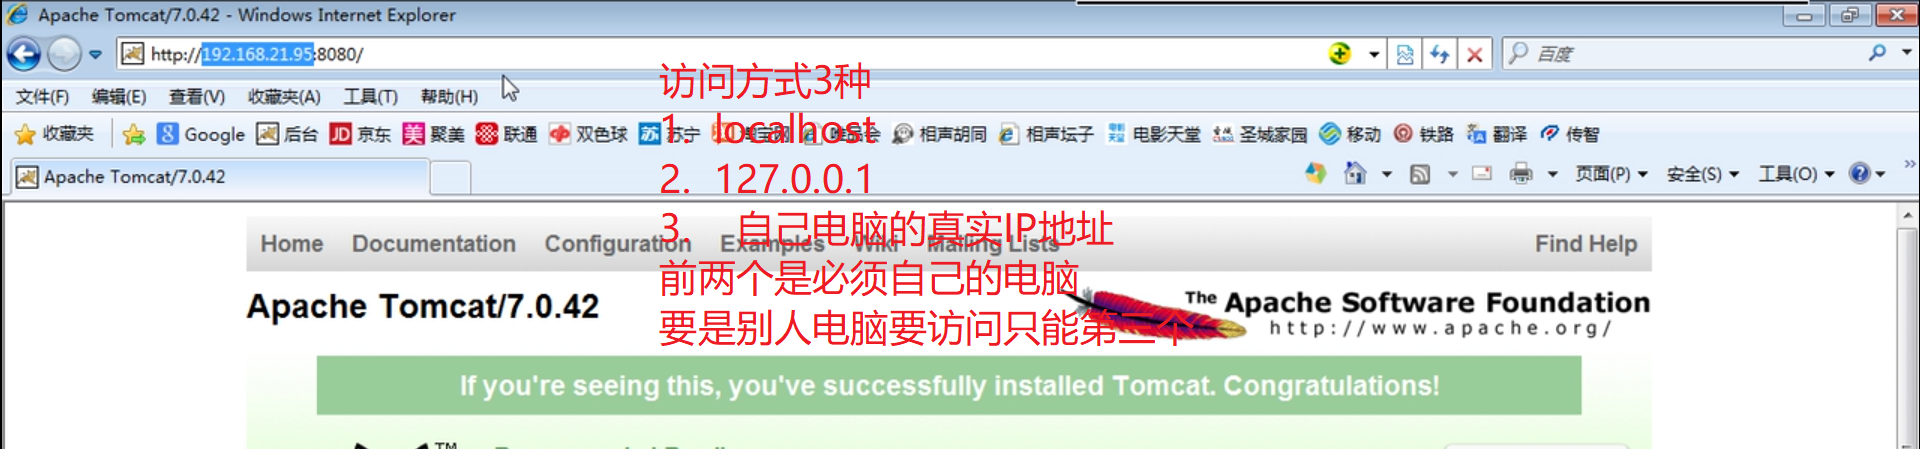 Apache Tomcat/7.0.42 - Windows Internet Explorer
http://192.168.21.95:8080/
百度
文件(F) 编辑(E) 查看(V) 收藏夹(A) 工具(T) 帮助(H)
访问方式3种
收藏夹 Google 后台 京东 聚美 联通 双色球 苏宁 淘宝网 唯品会 相声胡同 相声坛子 电影天堂 圣城家园 移动 铁路 翻译 传智
1. localhost
Apache Tomcat/7.0.42
页面(P) 安全(S) 工具(O)
2. 127.0.0.1
Home Documentation Configuration Examples Wiki Mailing Lists Find Help
3. 自己电脑的真实IP地址
前两个是必须自己的电脑
要是别人电脑要访问只能第三个
Apache Tomcat/7.0.42
The Apache Software Foundation
http://www.apache.org/
If you're seeing this, you've successfully installed Tomcat. Congratulations!
TM